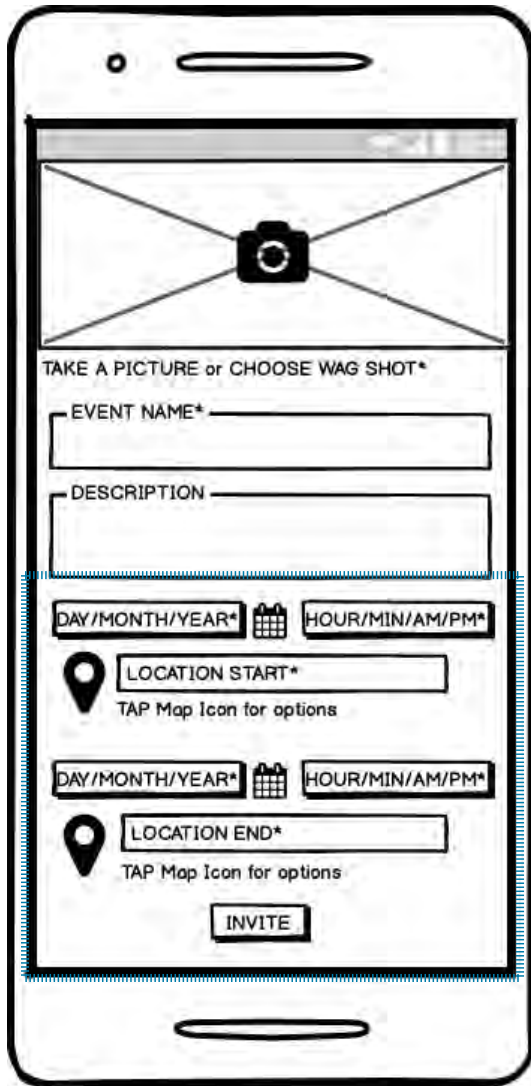 TAKE A PICTURE or CHOOSE WAG SHOT*
EVENT NAME*
DESCRIPTION
DAY/MONTH/YEAR* HOUR/MIN/AM/PM*
LOCATION START*
TAP Map Icon for options
DAY/MONTH/YEAR* HOUR/MIN/AM/PM*
LOCATION END*
TAP Map Icon for options
INVITE